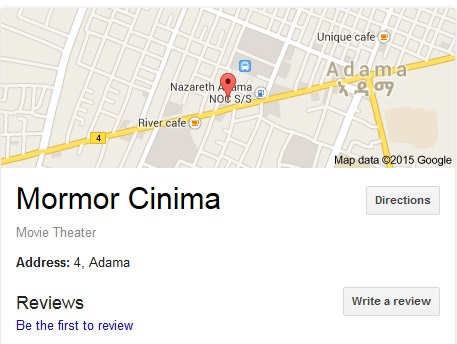 Unique cafe
Adama
አዳማ
Nazareth Adama
NOC S/S
River cafe
4
Map data ©2015 Google
Mormor Cinima
Directions
Movie Theater
Address: 4, Adama
Reviews
Write a review
Be the first to review